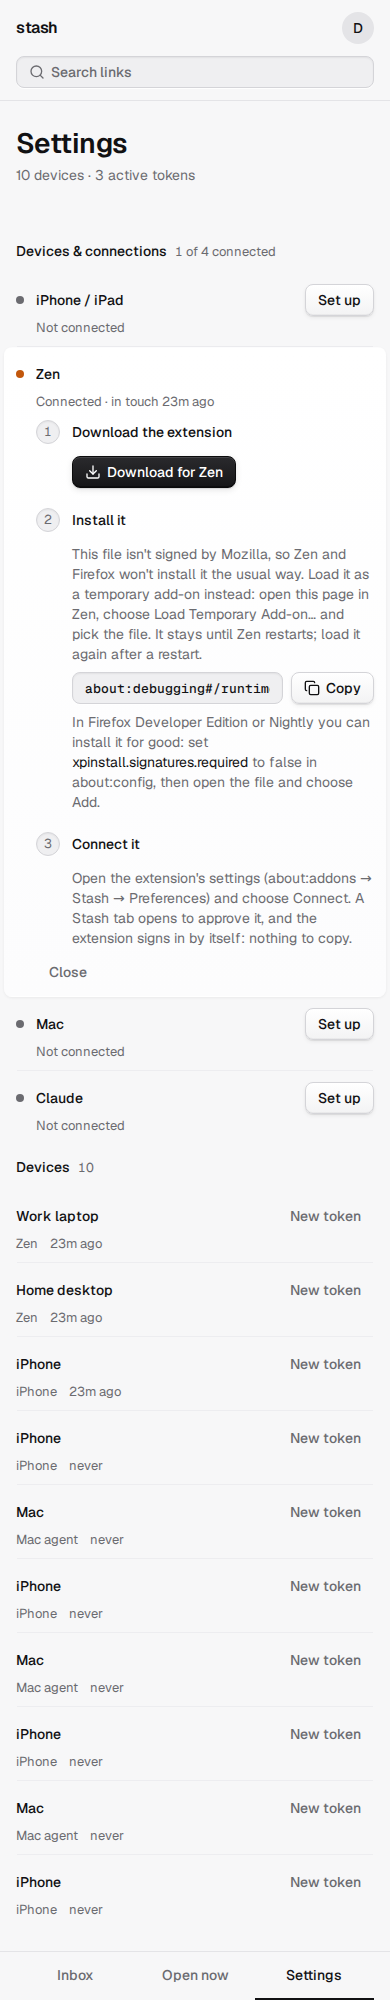 stash
D
Search links
Settings
10 devices · 3 active tokens
Devices & connections 1 of 4 connected
iPhone / iPad
Set up
Not connected
Zen
Connected · in touch 23m ago
1 Download the extension
Download for Zen
2 Install it
This file isn't signed by Mozilla, so Zen and
Firefox won't install it the usual way. Load it as
a temporary add-on instead: open this page in
Zen, choose Load Temporary Add-on… and
pick the file. It stays until Zen restarts; load it
again after a restart.
about:debugging#/runtim
Copy
In Firefox Developer Edition or Nightly you can
install it for good: set
xpinstall.signatures.required to false in
about:config, then open the file and choose
Add.
3 Connect it
Open the extension's settings (about:addons →
Stash → Preferences) and choose Connect. A
Stash tab opens to approve it, and the
extension signs in by itself: nothing to copy.
Close
Mac
Set up
Not connected
Claude
Set up
Not connected
Devices 10
Work laptop
New token
Zen 23m ago
Home desktop
New token
Zen 23m ago
iPhone
New token
iPhone 23m ago
iPhone
New token
iPhone never
Mac
New token
Mac agent never
iPhone
New token
iPhone never
Mac
New token
Mac agent never
iPhone
New token
iPhone never
Mac
New token
Mac agent never
iPhone
New token
iPhone never
Inbox
Open now
Settings